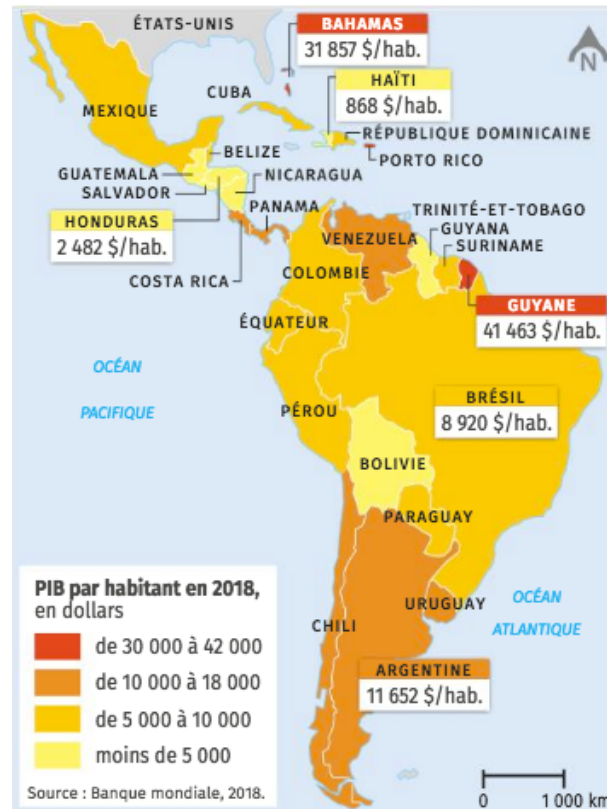 ÉTATS-UNIS
BAHAMAS
31 857 $/hab.
N
HAÏTI
868 $/hab.
CUBA
MEXIQUE
RÉPUBLIQUE DOMINICAINE
BELIZE
PORTO RICO
GUATEMALA
NICARAGUA
SALVADOR
PANAMA
HONDURAS
2 482 $/hab.
TRINITÉ-ET-TOBAGO
GUYANA
VENEZUELA
SURINAME
COSTA RICA
COLOMBIE
GUYANE
41 463 $/hab.
ÉQUATEUR
OCÉAN
PACIFIQUE
BRÉSIL
8 920 $/hab.
PÉROU
BOLIVIE
PARAGUAY
PIB par habitant en 2018,
en dollars
de 30 000 à 42 000
de 10 000 à 18 000
de 5 000 à 10 000
moins de 5 000
Source : Banque mondiale, 2018.
CHILI
URUGUAY
OCÉAN
ATLANTIQUE
ARGENTINE
11 652 $/hab.
0 1 000 km